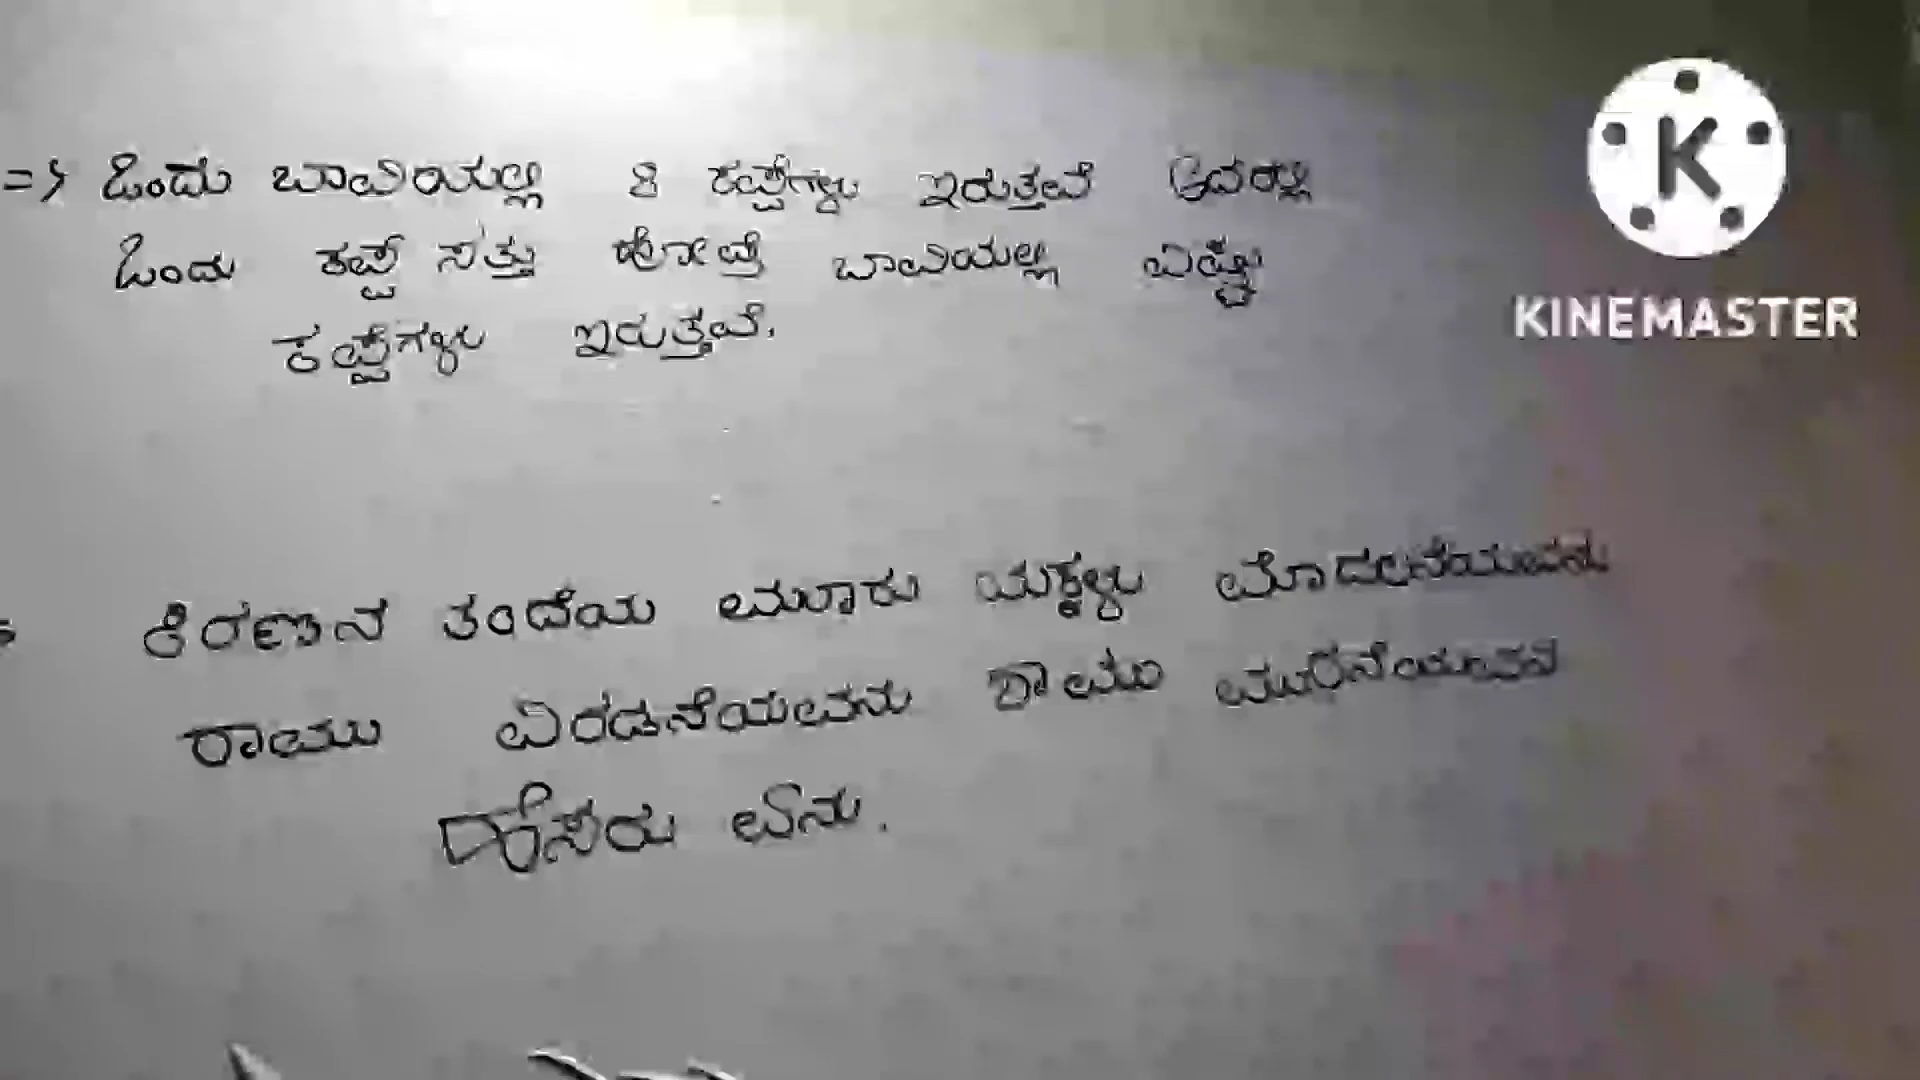 => ಒಂದು ಬಾವಿಯಲ್ಲಿ 8 ಕಪ್ಪೆಗಳು ಇರುತ್ತವೆ ಅದರಲ್ಲಿ
ಒಂದು ಕಪ್ಪೆ ಸತ್ತು ಹೋದ್ರೆ ಬಾವಿಯಲ್ಲಿ ಎಷ್ಟು
ಕಪ್ಪೆಗಳು ಇರುತ್ತವೆ.
ಕಿರಣನ ತಂದೆಯ ಮೂರು ಮಕ್ಕಳು ಮೊದಲನೆಯವನು
ರಾಮು ಎರಡನೆಯವನು ಶಾಮು ಮುರನೆಯವನ
ಹೆಸರು ಏನು.
KINEMASTER